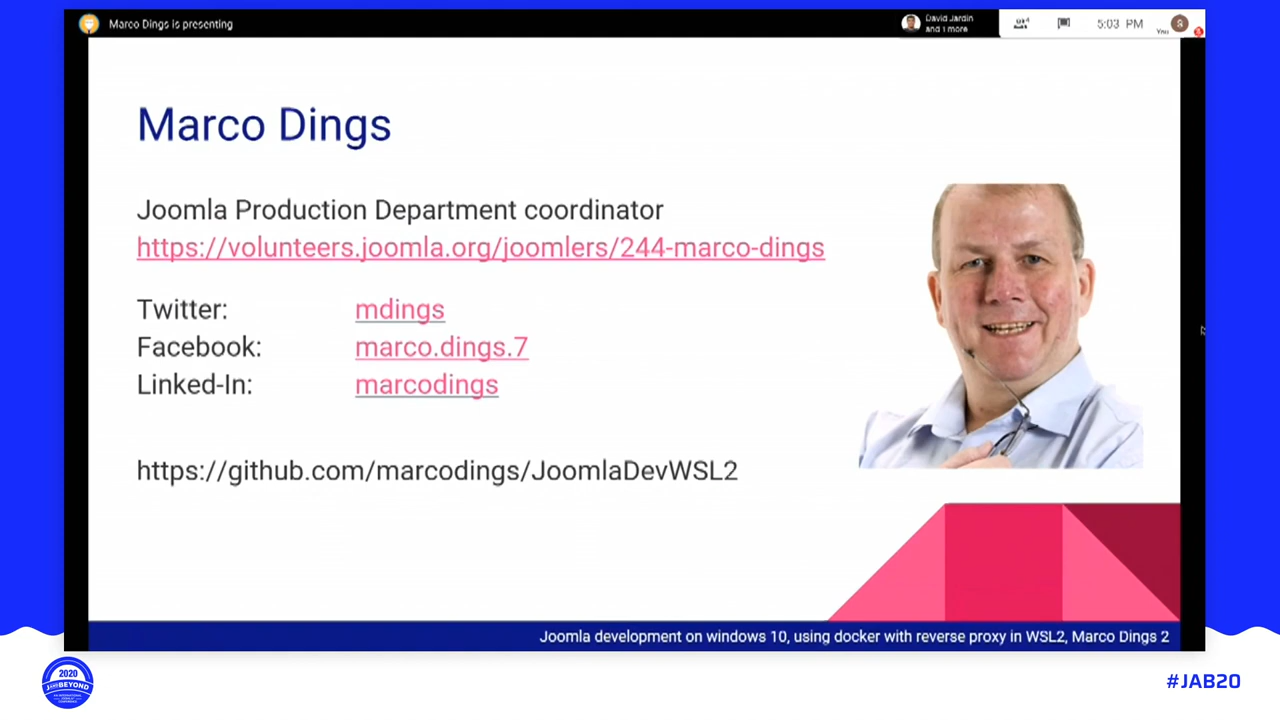 Marco Dings is presenting
David Jardin
and 1 more
5:03 PM
You
S
Marco Dings
Joomla Production Department coordinator
https://volunteers.joomla.org/joomlers/244-marco-dings
Twitter: mdings
Facebook: marco.dings.7
Linked-In: marcodings
https://github.com/marcodings/JoomlaDevWSL2
Joomla development on windows 10, using docker with reverse proxy in WSL2, Marco Dings 2
2020
BEYOND
#JAB20